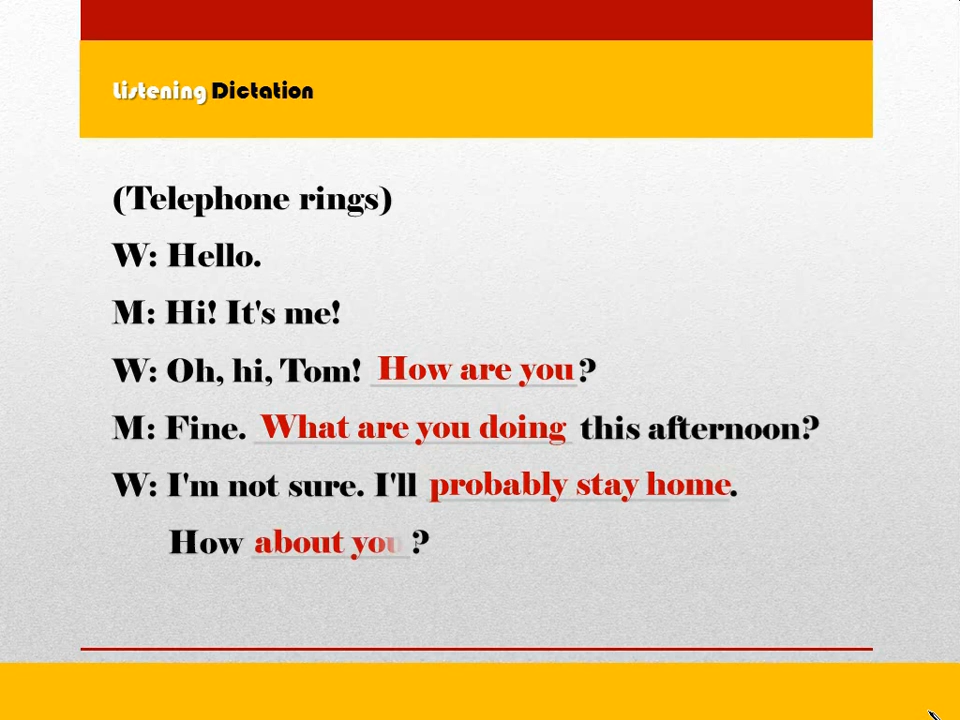 Listening Dictation
(Telephone rings)
W: Hello.
M: Hi! It's me!
W: Oh, hi, Tom! How are you?
M: Fine. What are you doing this afternoon?
W: I'm not sure. I'll probably stay home.
How about you?